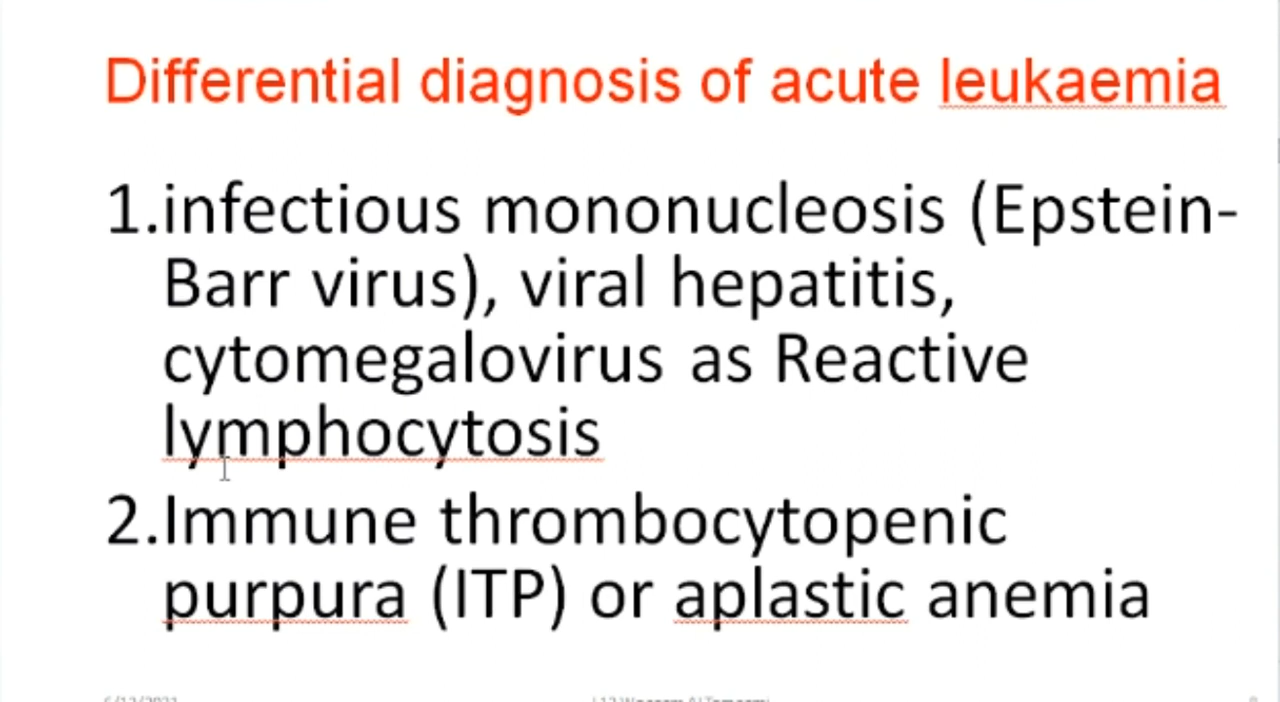 Differential diagnosis of acute leukaemia
1.infectious mononucleosis (Epstein-
Barr virus), viral hepatitis,
cytomegalovirus as Reactive
lymphocytosis
2.Immune thrombocytopenic
purpura (ITP) or aplastic anemia